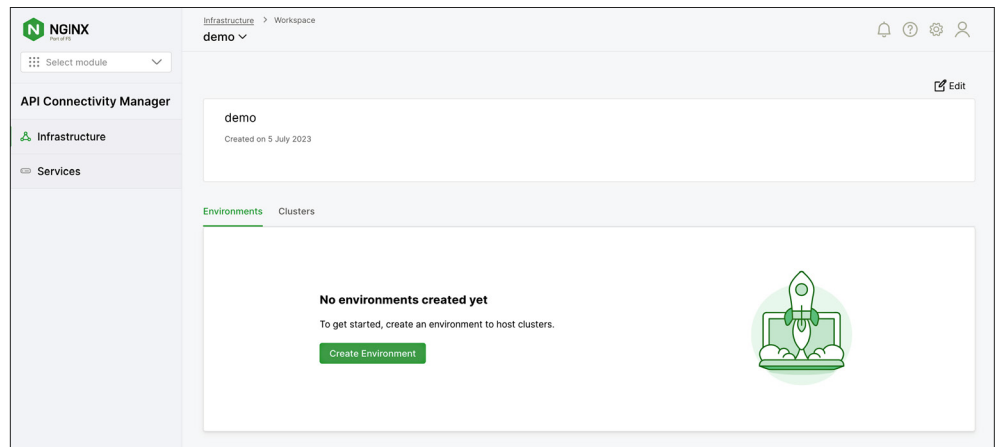 NGINX
Part of F5
Select module
API Connectivity Manager
Infrastructure
Services
Infrastructure > Workspace
demo
Edit
demo
Created on 5 July 2023
Environments Clusters
No environments created yet
To get started, create an environment to host clusters.
Create Environment